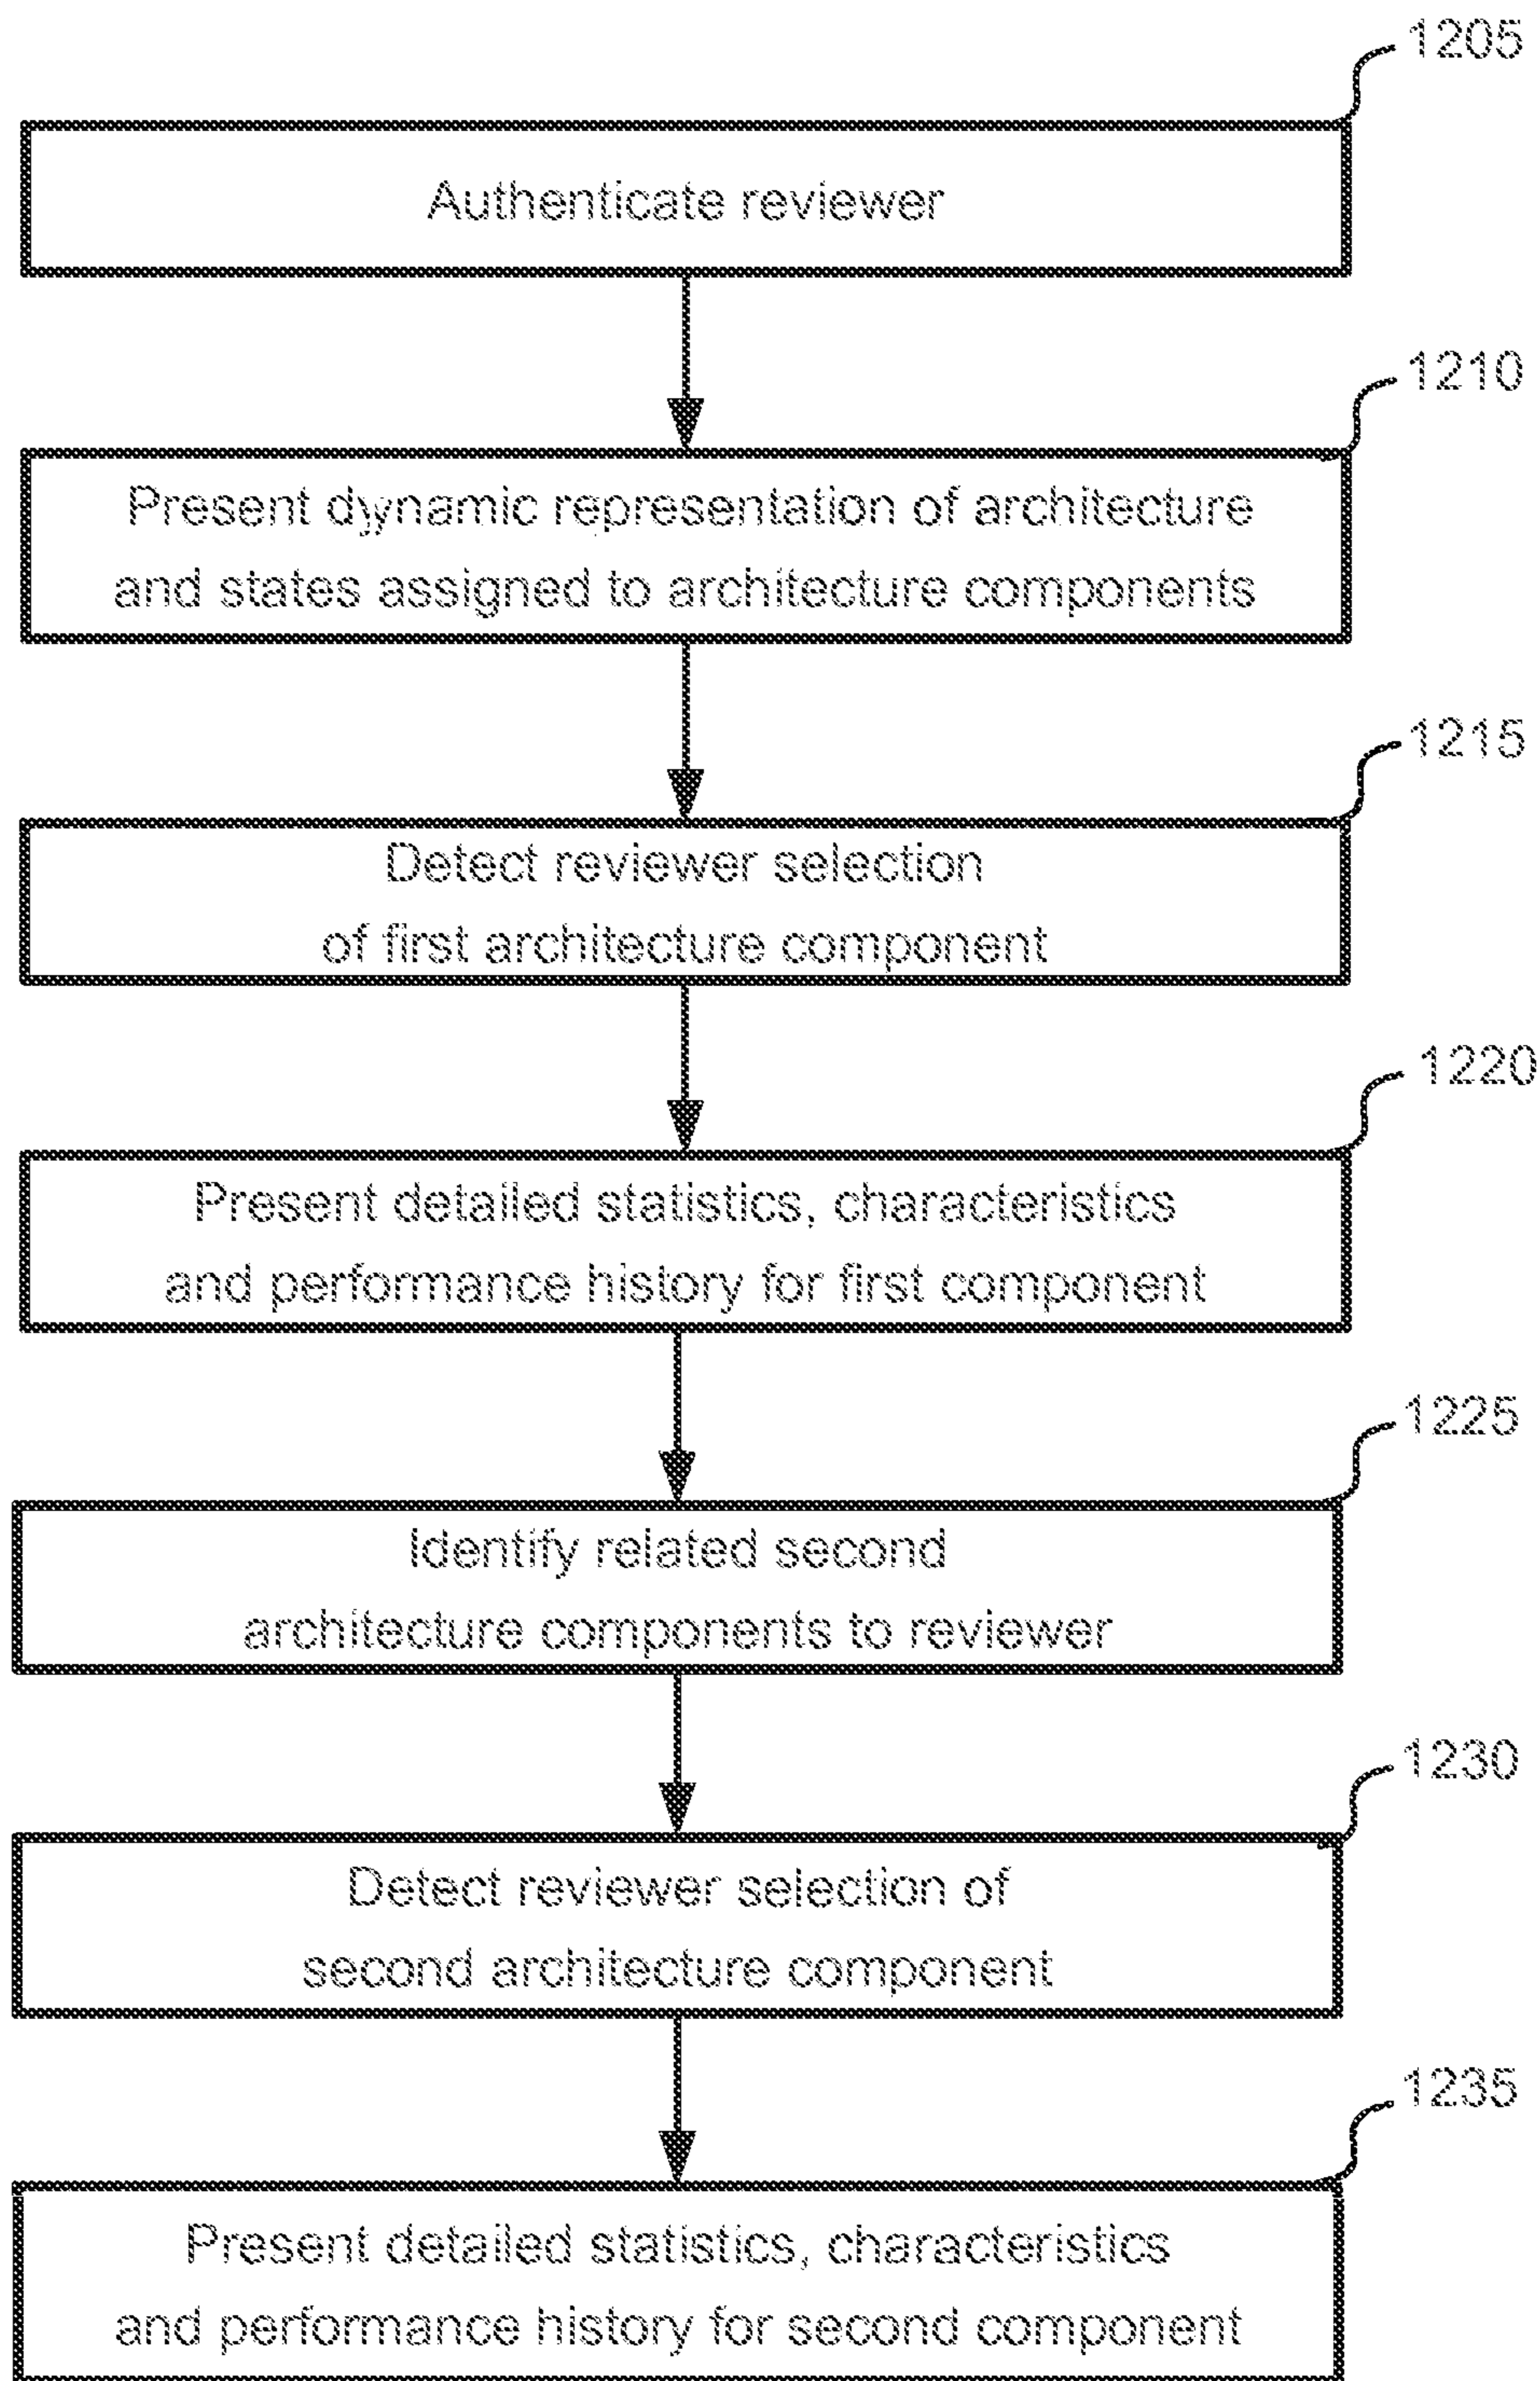 1205
Authenticate reviewer
1210
Present dynamic representation of architecture
and states assigned to architecture components
1215
Detect reviewer selection
of first architecture component
1220
Present detailed statistics, characteristics
and performance history for first component
1225
Identify related second
architecture components to reviewer
1230
Detect reviewer selection of
second architecture component
1235
Present detailed statistics, characteristics
and performance history for second component